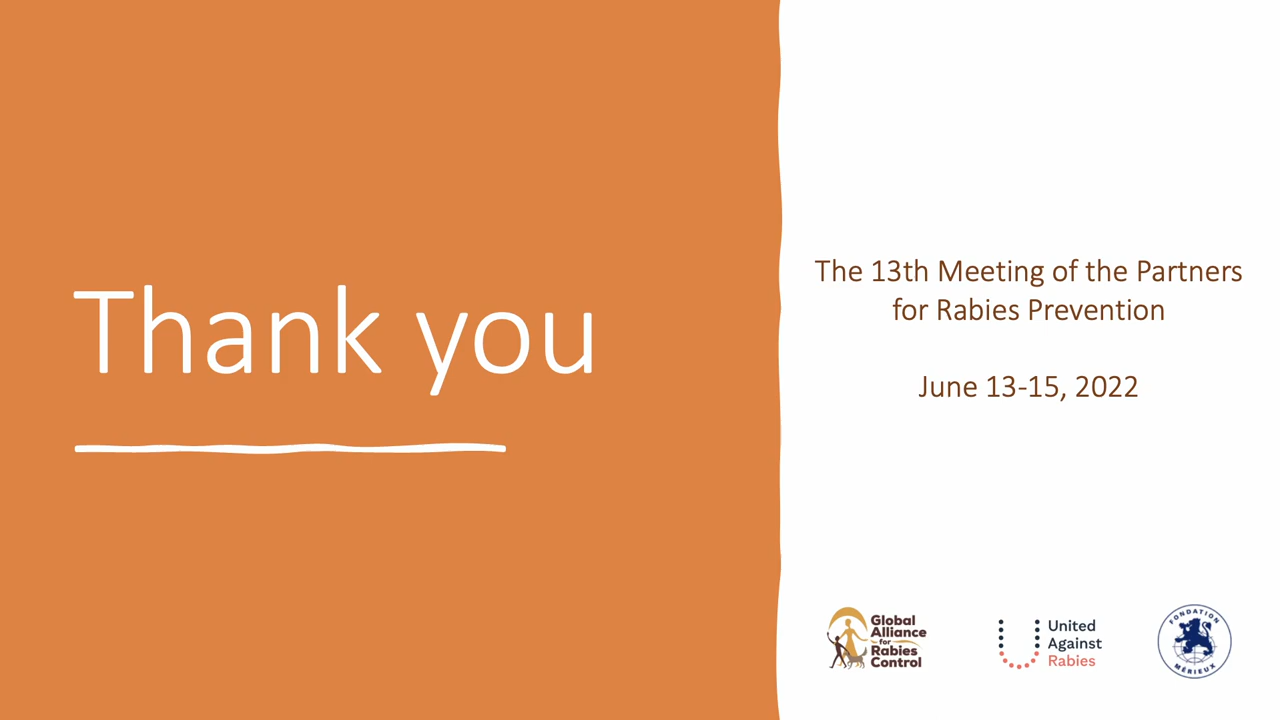 Thank you
The 13th Meeting of the Partners
for Rabies Prevention
June 13-15, 2022
Global
Alliance
for
Rabies
Control
United
Against
Rabies
FONDATION
MÉRIEUX